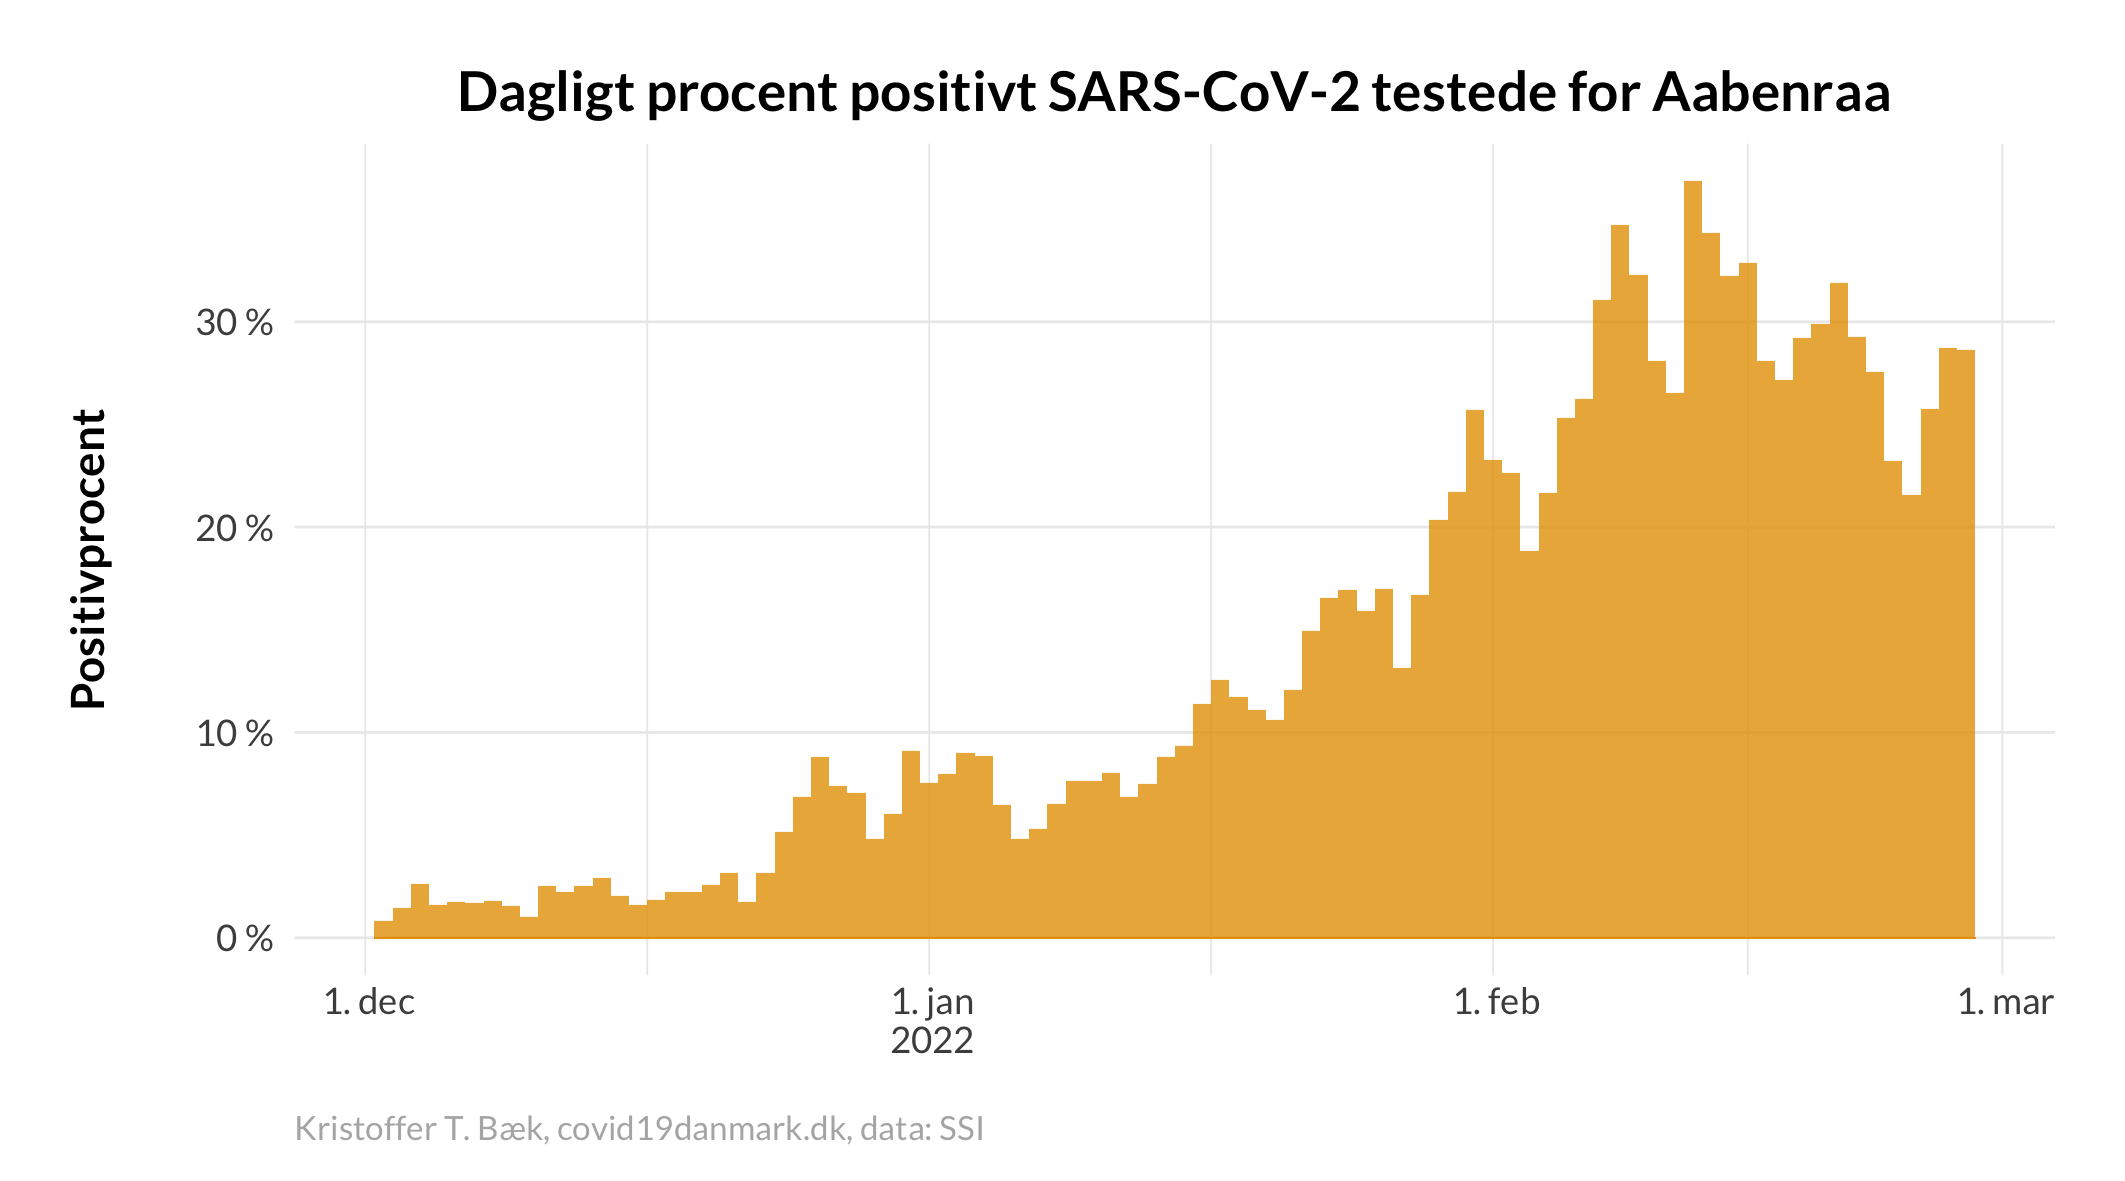 Dagligt procent positivt SARS-CoV-2 testede for Aabenraa
Positivprocent
30 %
20 %
10 %
0 %
1. dec
1. jan
2022
1. feb
1. mar
Kristoffer T. Bæk, covid19danmark.dk, data: SSI